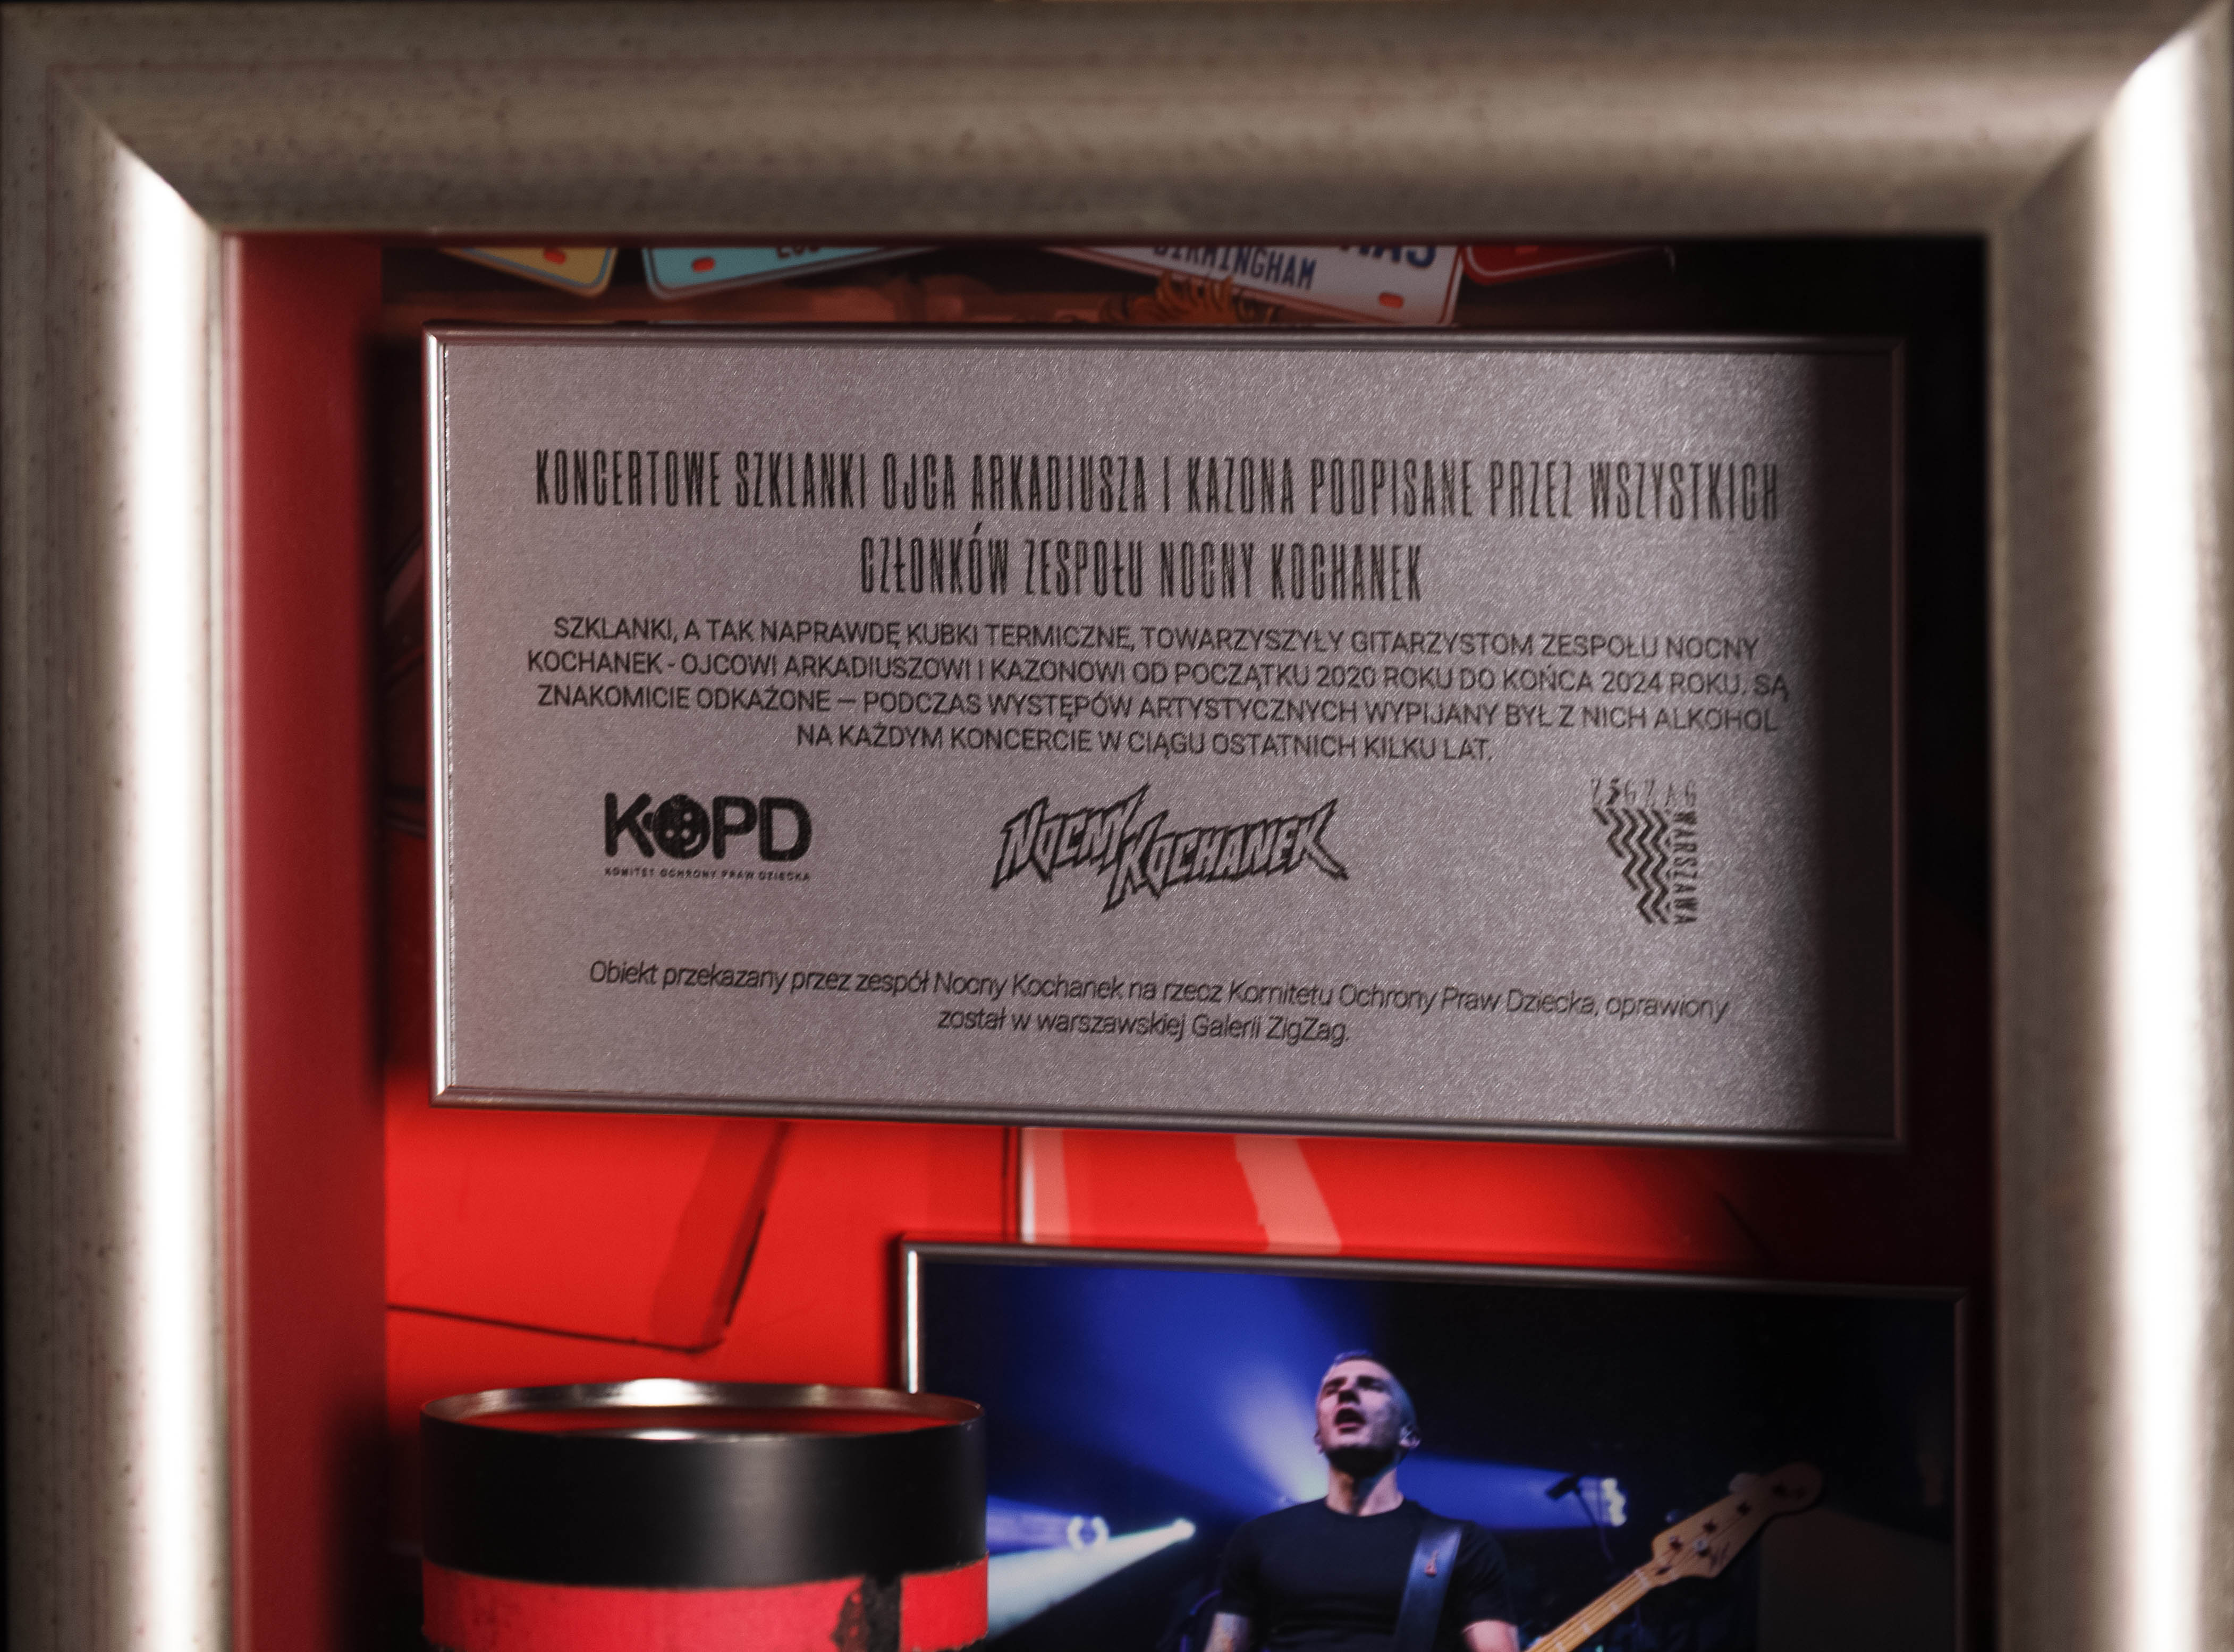 BIRMINGHAM
KONCERTOWE SZKLANKI OJCA ARKADIUSZA I KAZONA PODPISANE PRZEZ WSZYSTKICH
CZŁONKÓW ZESPOŁU NOCNY KOCHANEK
SZKLANKI, A TAK NAPRAWDĘ KUBKI TERMICZNE, TOWARZYSZYŁY GITARZYSTOM ZESPOŁU NOCNY
KOCHANEK - OJCOWI ARKADIUSZOWI I KAZONOWI OD POCZĄTKU 2020 ROKU DO KOŃCA 2024 ROKU. SĄ
ZNAKOMICIE ODKAŻONE – PODCZAS WYSTĘPÓW ARTYSTYCZNYCH WYPIJANY BYŁ Z NICH ALKOHOL
NA KAŻDYM KONCERCIE W CIĄGU OSTATNICH KILKU LAT.
KOPD
KOMITET OCHRONY PRAW DZIECKA
NOCNY KOCHANEK
ZIGZAG
WARSZAWA
Obiekt przekazany przez zespół Nocny Kochanek na rzecz Komitetu Ochrony Praw Dziecka, oprawiony
został w warszawskiej Galerii ZigZag.